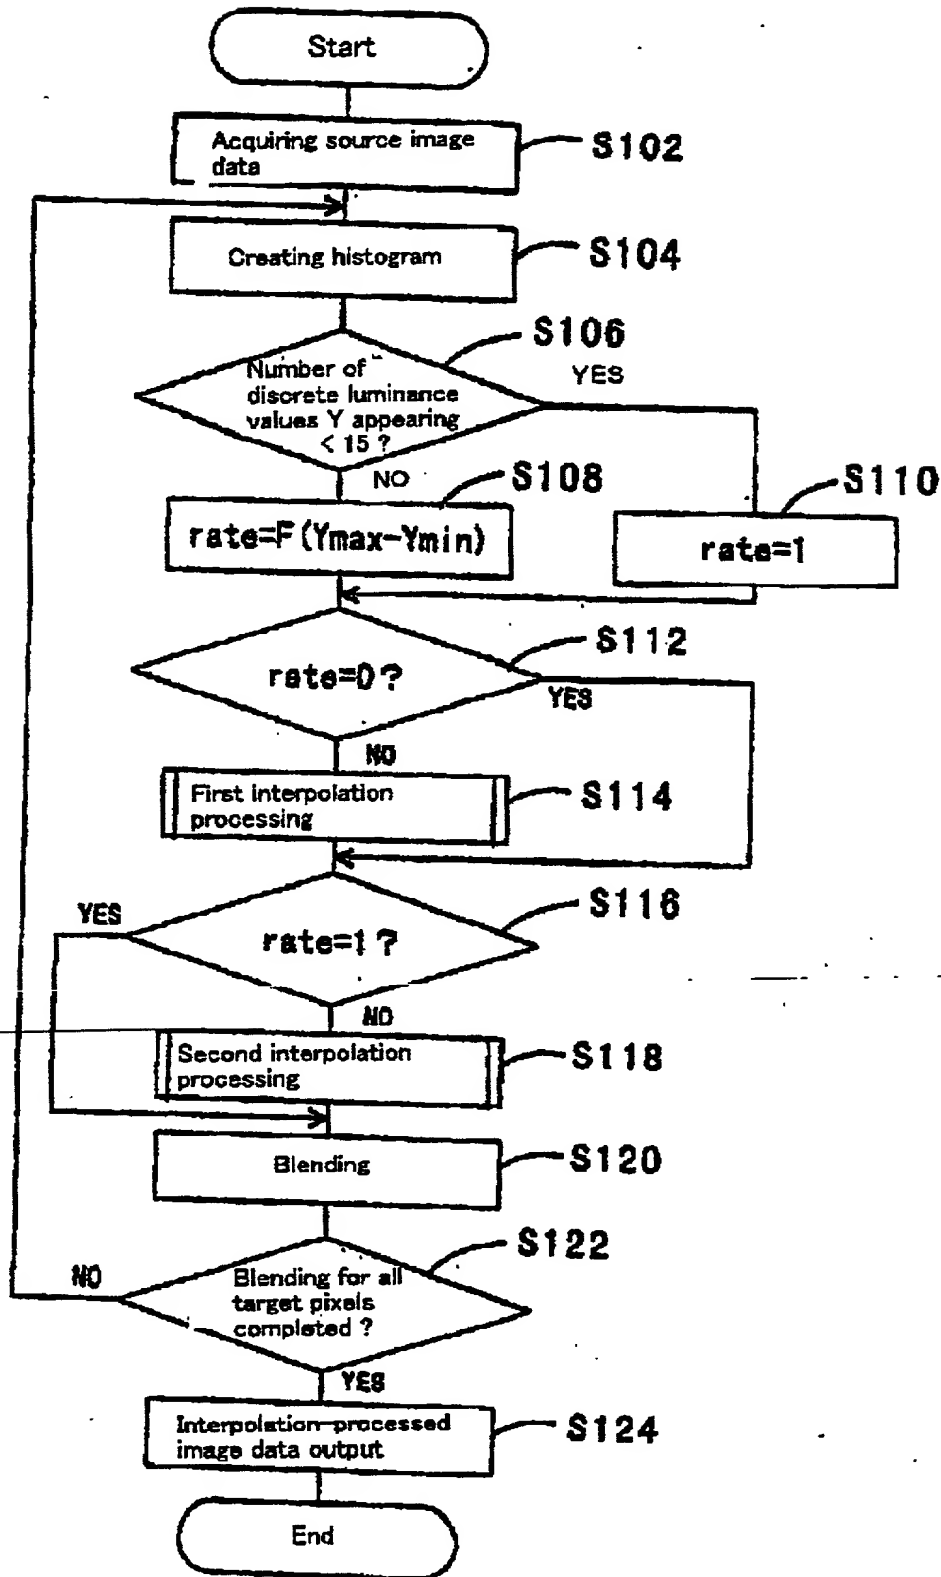 Start
Acquiring source image
data
S102
Creating histogram
S104
S106
Number of
discrete luminance
values Y appearing
< 15 ?
YES
NO
S108
rate=F(Ymax-Ymin)
S110
rate=1
S112
rate=0?
YES
NO
First interpolation
processing
S114
S116
YES
rate=1?
NO
Second interpolation
processing
S118
Blending
S120
S122
NO
Blending for all
target pixels
completed ?
YES
Interpolation-processed
image data output
S124
End